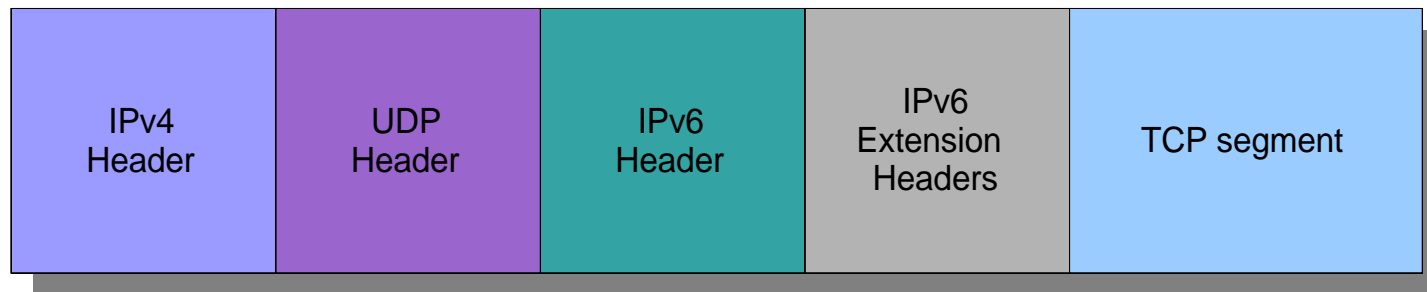 IPv4
Header
UDP
Header
IPv6
Header
IPv6
Extension
Headers
TCP segment